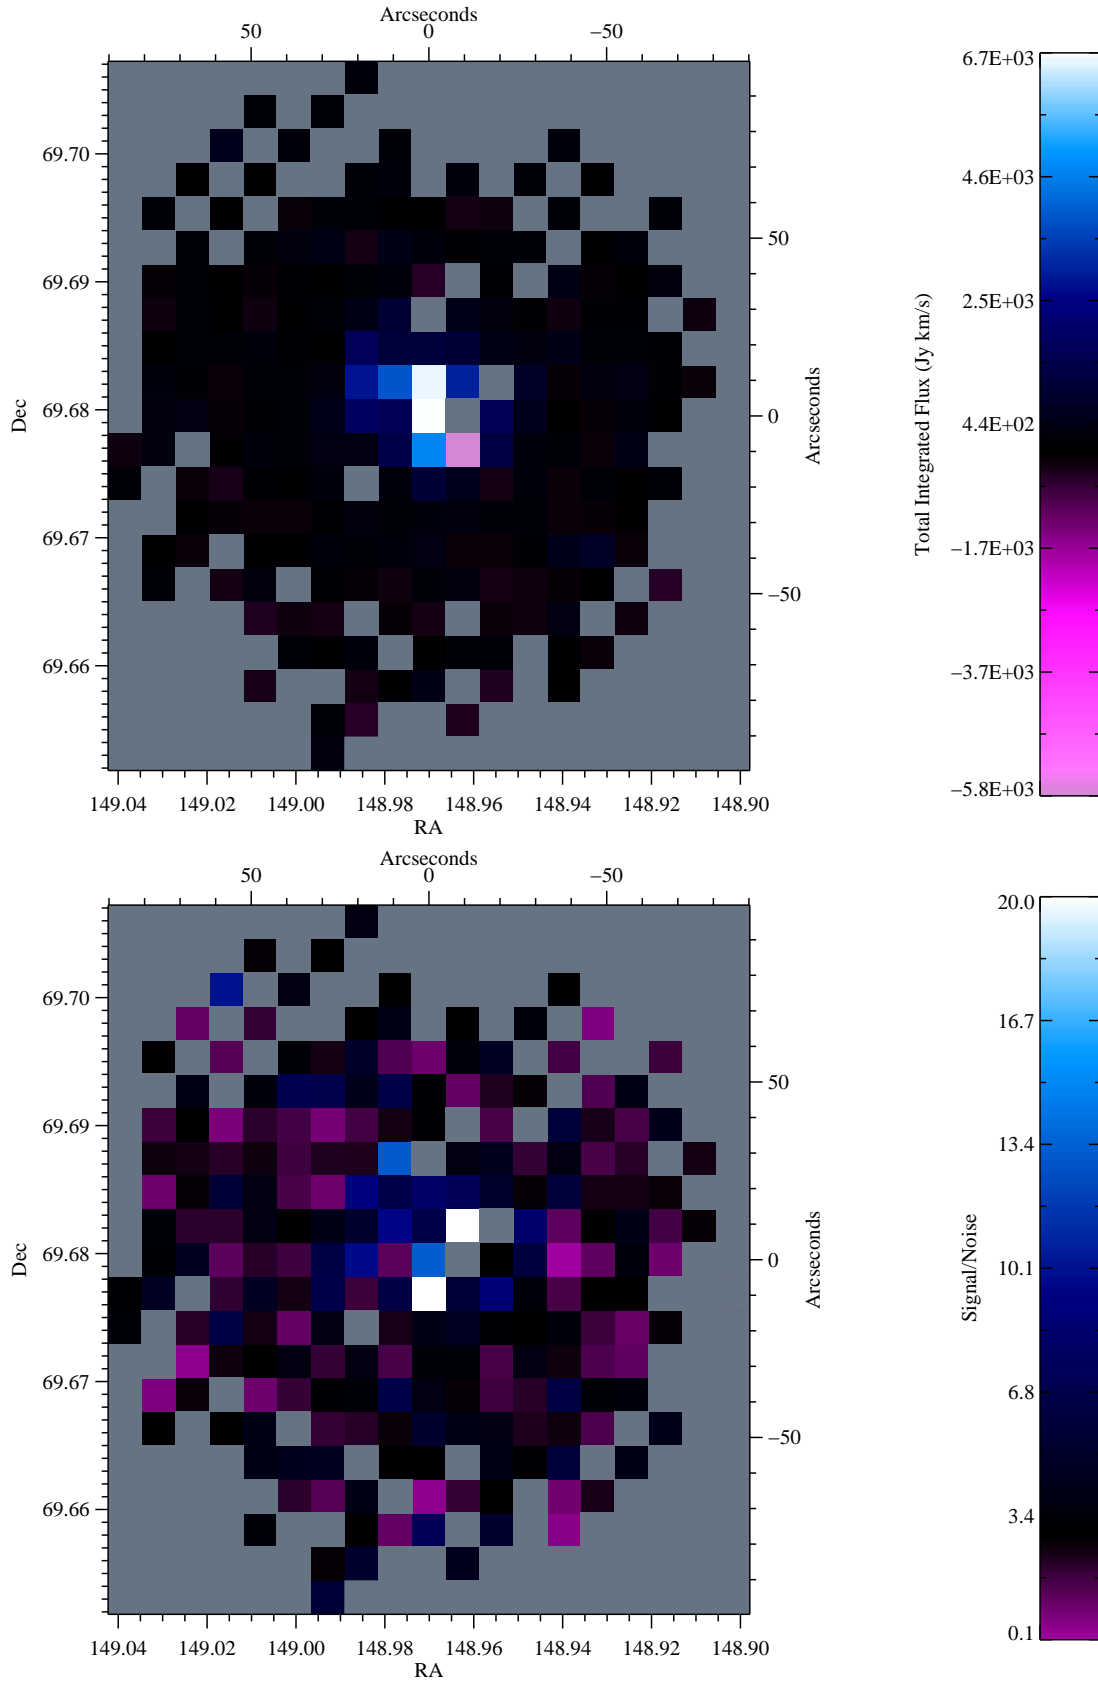 Arcseconds
50 0 −50
69.70
69.69
69.68
69.67
69.66
Dec
50
0
−50
Arcseconds
149.04 149.02 149.00 148.98 148.96 148.94 148.92 148.90
RA
6.7E+03
4.6E+03
2.5E+03
4.4E+02
−1.7E+03
−3.7E+03
−5.8E+03
Total Integrated Flux (Jy km/s)
Arcseconds
50 0 −50
69.70
69.69
69.68
69.67
69.66
Dec
50
0
−50
Arcseconds
149.04 149.02 149.00 148.98 148.96 148.94 148.92 148.90
RA
20.0
16.7
13.4
10.1
6.8
3.4
0.1
Signal/Noise